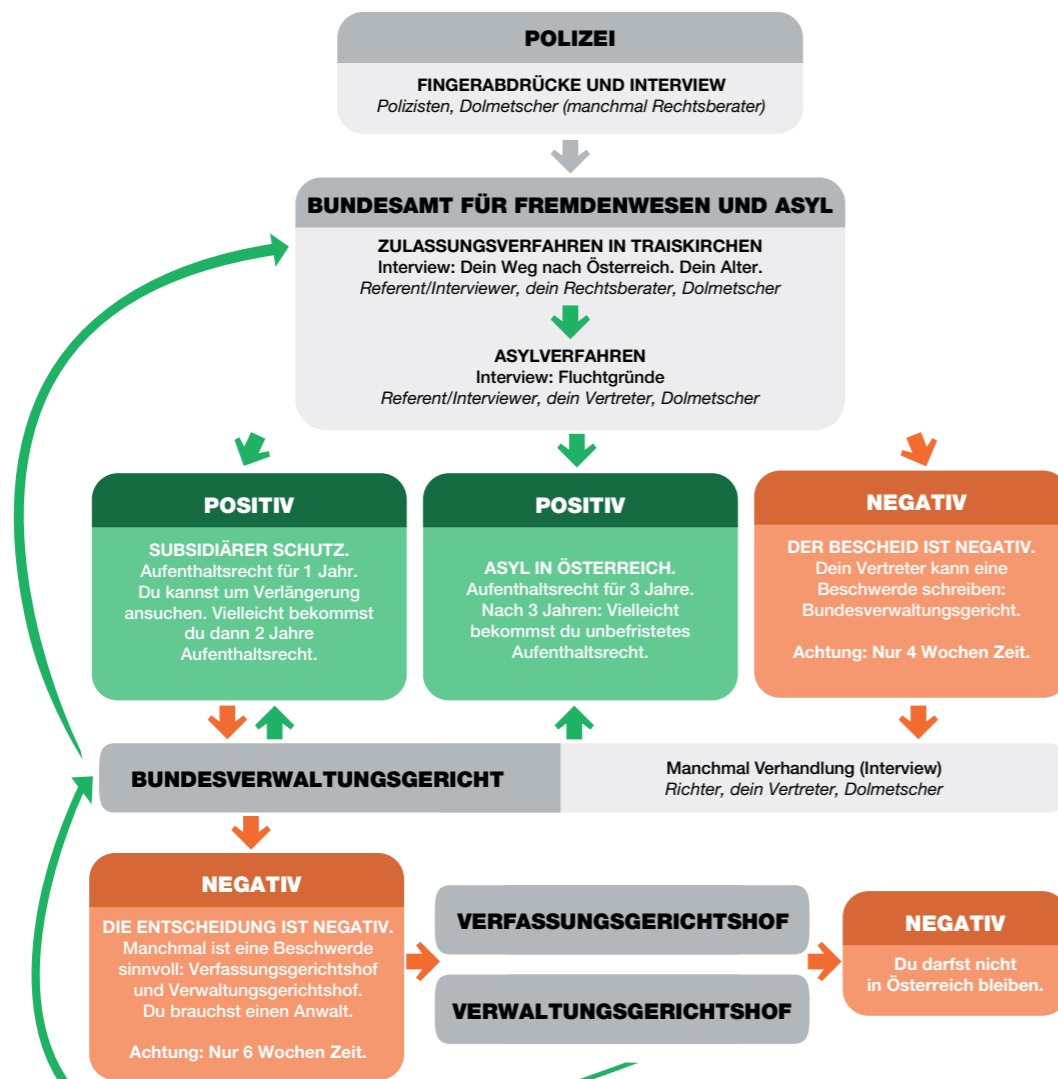 POLIZEI
FINGERABDRÜCKE UND INTERVIEW
Polizisten, Dolmetscher (manchmal Rechtsberater)
BUNDESAMT FÜR FREMDENWESEN UND ASYL
ZULASSUNGSVERFAHREN IN TRAISKIRCHEN
Interview: Dein Weg nach Österreich. Dein Alter.
Referent/Interviewer, dein Rechtsberater, Dolmetscher
ASYLVERFAHREN
Interview: Fluchtgründe
Referent/Interviewer, dein Vertreter, Dolmetscher
POSITIV
SUBSIDIÄRER SCHUTZ.
Aufenthaltsrecht für 1 Jahr.
Du kannst um Verlängerung
ansuchen. Vielleicht bekommst
du dann 2 Jahre
Aufenthaltsrecht.
POSITIV
ASYL IN ÖSTERREICH.
Aufenthaltsrecht für 3 Jahre.
Nach 3 Jahren: Vielleicht
bekommst du unbefristetes
Aufenthaltsrecht.
NEGATIV
DER BESCHEID IST NEGATIV.
Dein Vertreter kann eine
Beschwerde schreiben:
Bundesverwaltungsgericht.
Achtung: Nur 4 Wochen Zeit.
BUNDESVERWALTUNGSGERICHT
Manchmal Verhandlung (Interview)
Richter, dein Vertreter, Dolmetscher
NEGATIV
DIE ENTSCHEIDUNG IST NEGATIV.
Manchmal ist eine Beschwerde
sinnvoll: Verfassungsgerichtshof
und Verwaltungsgerichtshof.
Du brauchst einen Anwalt.
Achtung: Nur 6 Wochen Zeit.
VERFASSUNGSGERICHTSHOF
VERWALTUNGSGERICHTSHOF
NEGATIV
Du darfst nicht
in Österreich bleiben.